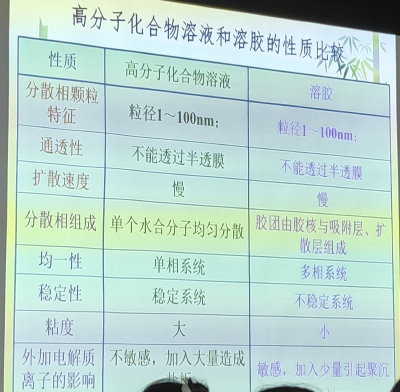 高分子化合物溶液和溶胶的性质比较
性质 高分子化合物溶液 溶胶
分散相颗粒特征 粒径1～100nm; 粒径1～100nm;
通透性 不能透过半透膜 不能透过半透膜
扩散速度 慢 慢
分散相组成 单个水合分子均匀分散 胶团由胶核与吸附层、扩散层组成
均一性 单相系统 多相系统
稳定性 稳定系统 不稳定系统
粘度 大 小
外加电解质离子的影响 不敏感，加入大量造成 敏感，加入少量引起聚沉